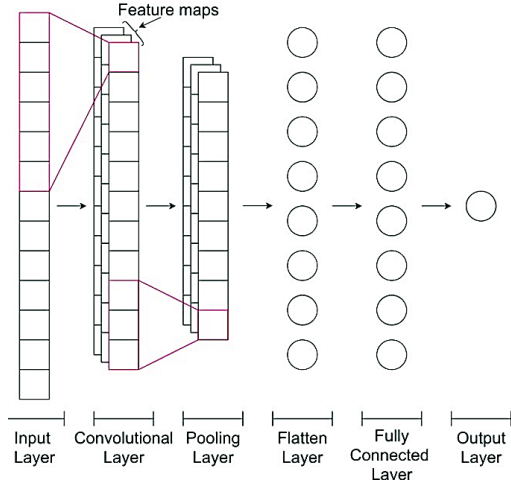 Feature maps
Input
Layer
Convolutional
Layer
Pooling
Layer
Flatten
Layer
Fully
Connected
Layer
Output
Layer